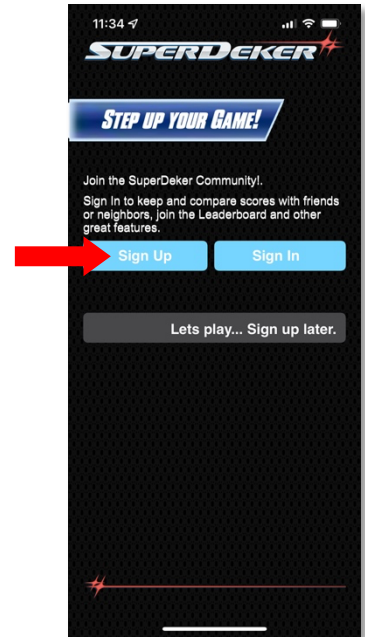 11:34
SUPERDEKER
STEP UP YOUR GAME!
Join the SuperDeker Community!.
Sign In to keep and compare scores with friends
or neighbors, join the Leaderboard and other
great features.
Sign Up Sign In
Lets play... Sign up later.